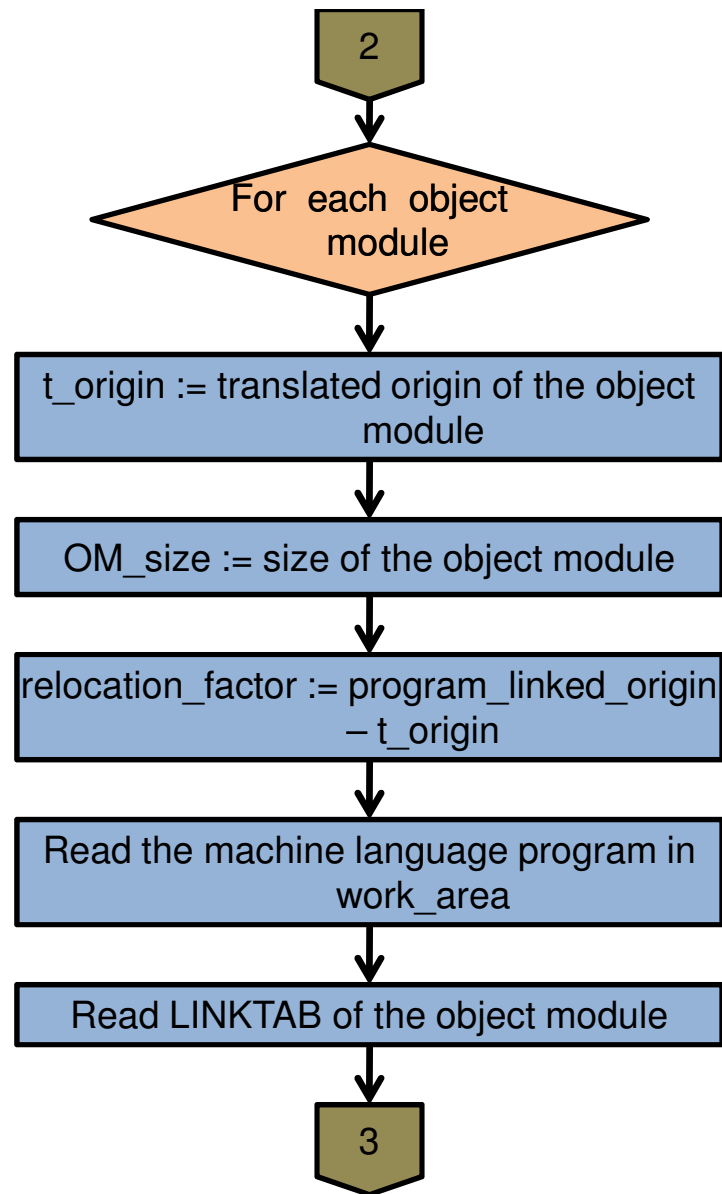 2
For each object
module
t_origin := translated origin of the object
module
OM_size := size of the object module
relocation_factor := program_linked_origin
– t_origin
Read the machine language program in
work_area
Read LINKTAB of the object module
3